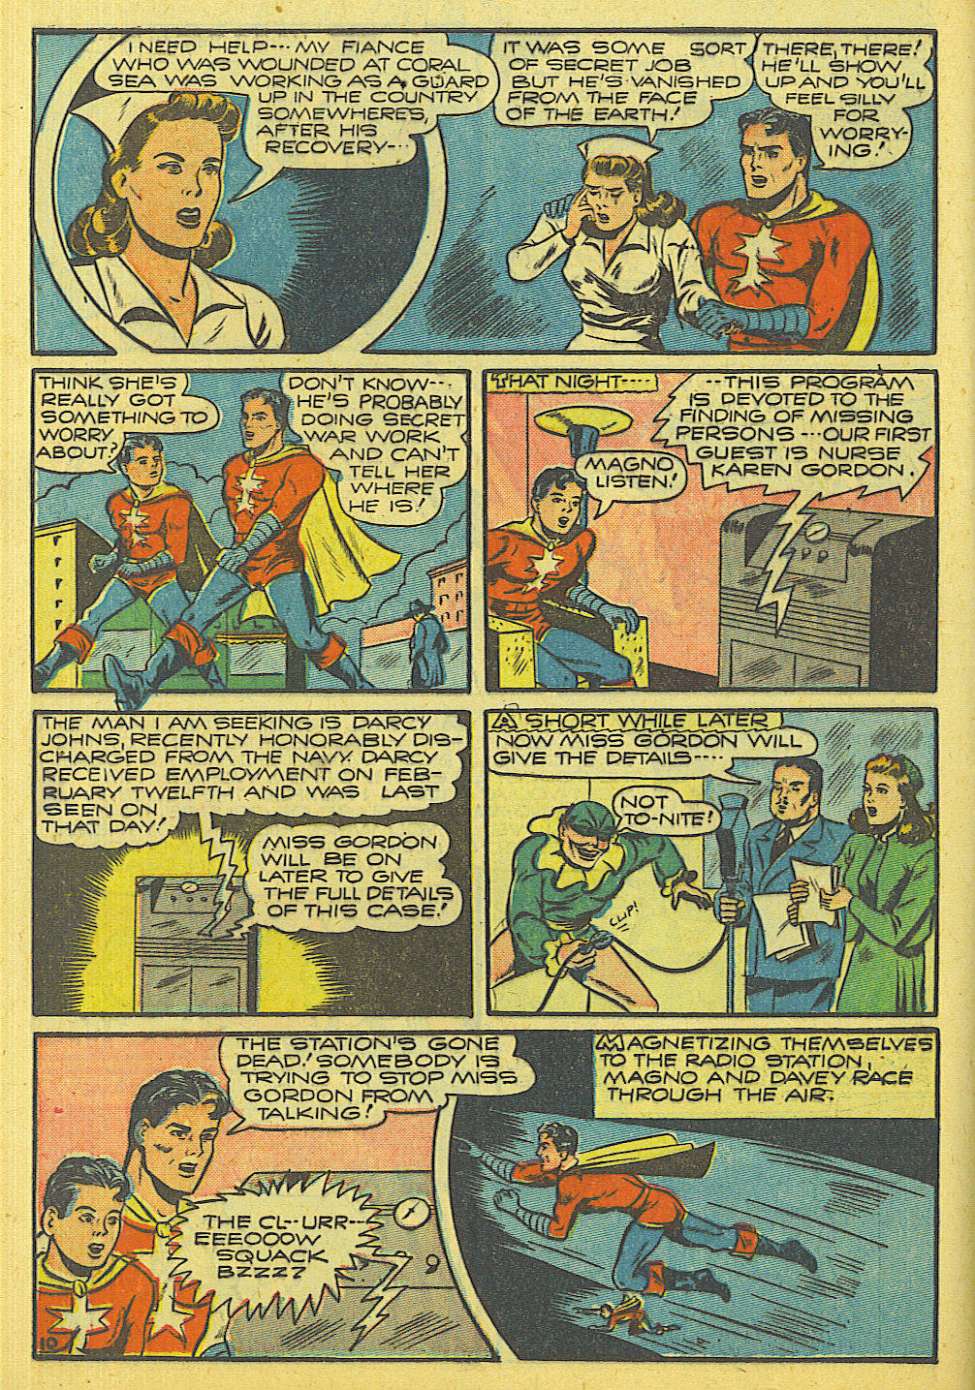 I NEED HELP--- MY FIANCE
WHO WAS WOUNDED AT CORAL
SEA WAS WORKING AS A GUARD
UP IN THE COUNTRY
SOMEWHERES,
AFTER HIS
RECOVERY---
IT WAS SOME SORT
OF SECRET JOB
BUT HE'S VANISHED
FROM THE FACE
OF THE EARTH!
THERE, THERE!
HE'LL SHOW
UP AND YOU'LL
FEEL SILLY
FOR
WORRY-
ING!
THINK SHE'S
REALLY GOT
SOMETHING TO
WORRY
ABOUT?
DON'T KNOW---
HE'S PROBABLY
DOING SECRET
WAR WORK
AND CAN'T
TELL HER
WHERE
HE IS!
THAT NIGHT----
MAGNO,
LISTEN!
--THIS PROGRAM
IS DEVOTED TO THE
FINDING OF MISSING
PERSONS---OUR FIRST
GUEST IS NURSE
KAREN GORDON.
THE MAN I AM SEEKING IS DARCY
JOHNS, RECENTLY HONORABLY DIS-
CHARGED FROM THE NAVY. DARCY
RECEIVED EMPLOYMENT ON FEB-
RUARY TWELFTH AND WAS LAST
SEEN ON
THAT DAY!
MISS GORDON
WILL BE ON
LATER TO GIVE
THE FULL DETAILS
OF THIS CASE!
A SHORT WHILE LATER
NOW MISS GORDON WILL
GIVE THE DETAILS----
NOT
TO-NITE!
CLIP!
THE STATION'S GONE
DEAD! SOMEBODY IS
TRYING TO STOP MISS
GORDON FROM
TALKING!
THE CL--URR--
EEEOOOW
SQUACK
BZZZ?
MAGNETIZING THEMSELVES
TO THE RADIO STATION,
MAGNO AND DAVEY RACE
THROUGH THE AIR.
10